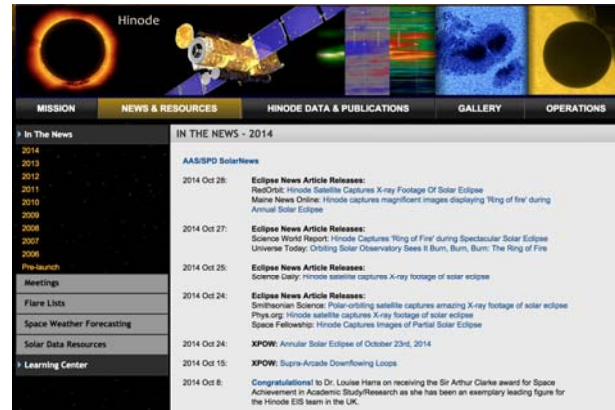 Hinode
MISSION
NEWS & RESOURCES
HINODE DATA & PUBLICATIONS
GALLERY
OPERATIONS
In The News
2014
2013
2012
2011
2010
2009
2008
2007
2006
Pre-launch
Meetings
Flare Lists
Space Weather Forecasting
Solar Data Resources
Learning Center
IN THE NEWS - 2014
AAS/SPD SolarNews
2014 Oct 28: Eclipse News Article Releases:
RedOrbit: Hinode Satellite Captures X-ray Footage Of Solar Eclipse
Maine News Online: Hinode captures magnificent images displaying 'Ring of fire' during
Annual Solar Eclipse
2014 Oct 27: Eclipse News Article Releases:
Science World Report: Hinode Captures 'Ring of Fire' during Spectacular Solar Eclipse
Universe Today: Orbiting Solar Observatory Sees It Burn, Burn, Burn: The Ring of Fire
2014 Oct 25: Eclipse News Article Releases:
Science Daily: Hinode satellite captures X-ray footage of solar eclipse
2014 Oct 24: Eclipse News Article Releases:
Smithsonian Science: Polar-orbiting satellite captures amazing X-ray footage of solar eclipse
Phys.org: Hinode satellite captures X-ray footage of solar eclipse
Space Fellowship: Hinode Captures Images of Partial Solar Eclipse
2014 Oct 24: XPOW: Annular Solar Eclipse of October 23rd, 2014
2014 Oct 15: XPOW: Supra-Arcade Downflowing Loops
2014 Oct 8: Congratulations! to Dr. Louise Harra on receiving the Sir Arthur Clarke award for Space
Achievement in Academic Study/Research as she has been an exemplary leading figure for
the Hinode EIS team in the UK.